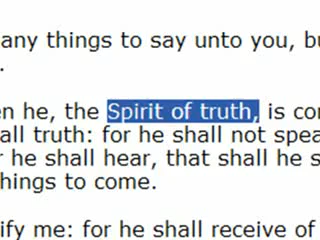 any things to say unto you, bu
.
en he, the Spirit of truth, is co
all truth: for he shall not spea
r he shall hear, that shall he s
hings to come.
ify me: for he shall receive of